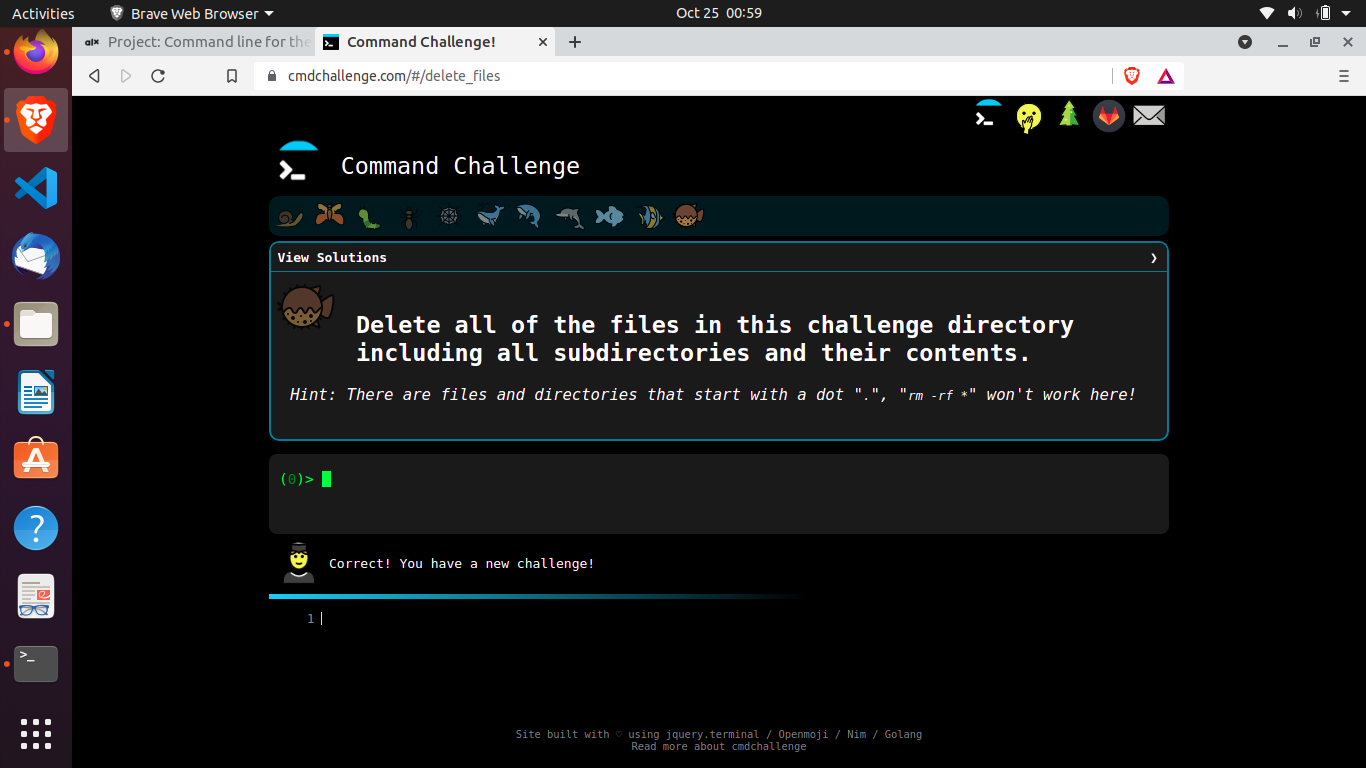 Activities
Brave Web Browser
Oct 25 00:59
Project: Command line for the
Command Challenge!
cmdchallenge.com/#/delete_files
Command Challenge
View Solutions
Delete all of the files in this challenge directory
including all subdirectories and their contents.
Hint: There are files and directories that start with a dot ".", "rm -rf *" won't work here!
(0)>
Correct! You have a new challenge!
1
Site built with ♡ using jquery.terminal / Openmoji / Nim / Golang
Read more about cmdchallenge